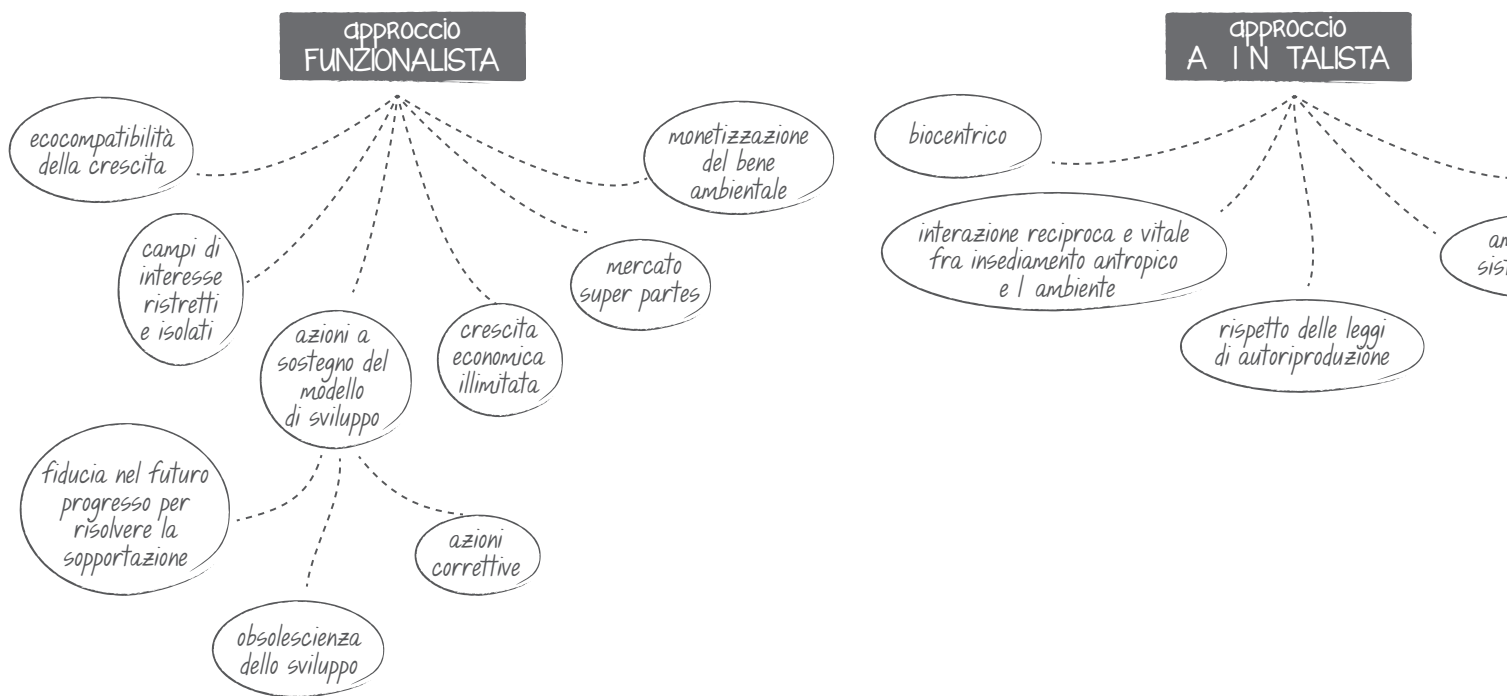 approccio
FUNZIONALISTA
ecocompatibilità
della crescita
campi di
interesse
ristretti
e isolati
azioni a
sostegno del
modello
di sviluppo
crescita
economica
illimitata
mercato
super partes
monetizzazione
del bene
ambientale
fiducia nel futuro
progresso per
risolvere la
sopportazione
obsolescienza
dello sviluppo
azioni
correttive
approccio
A I N TALISTA
biocentrico
interazione reciproca e vitale
fra insediamento antropico
e l ambiente
rispetto delle leggi
di autoriproduzione